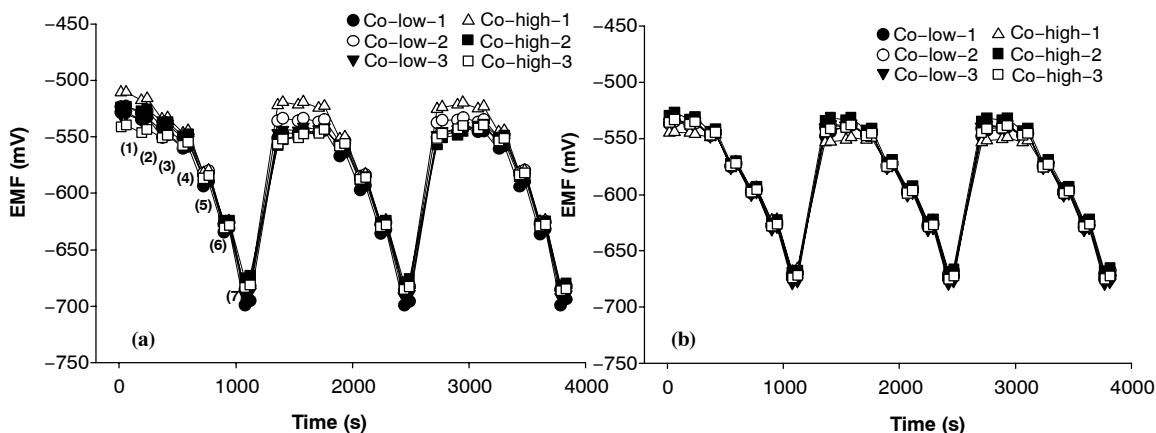 −450
−500
−550
−600
−650
−700
−750
EMF (mV)
Co−low−1
Co−low−2
Co−low−3
Co−high−1
Co−high−2
Co−high−3
(1)
(2)
(3)
(4)
(5)
(6)
(7)
(a)
0
1000
2000
3000
4000
Time (s)
−450
−500
−550
−600
−650
−700
−750
EMF (mV)
Co−low−1
Co−low−2
Co−low−3
Co−high−1
Co−high−2
Co−high−3
(b)
0
1000
2000
3000
4000
Time (s)